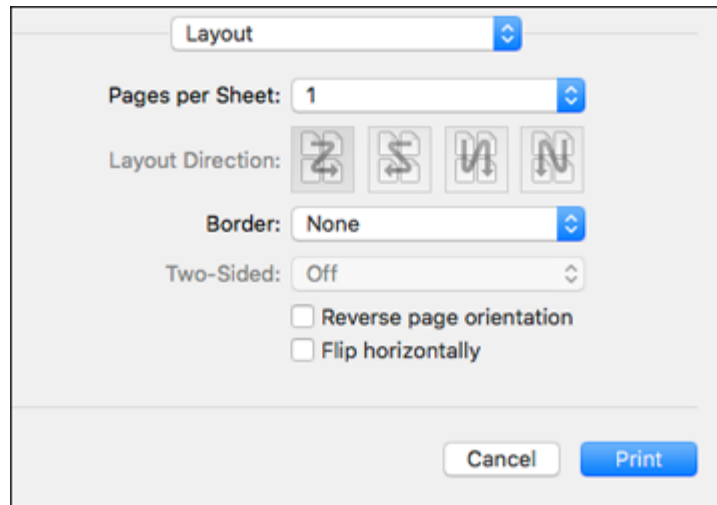 Layout
Pages per Sheet: 1
Layout Direction:
Border: None
Two-Sided: Off
Reverse page orientation
Flip horizontally
Cancel Print